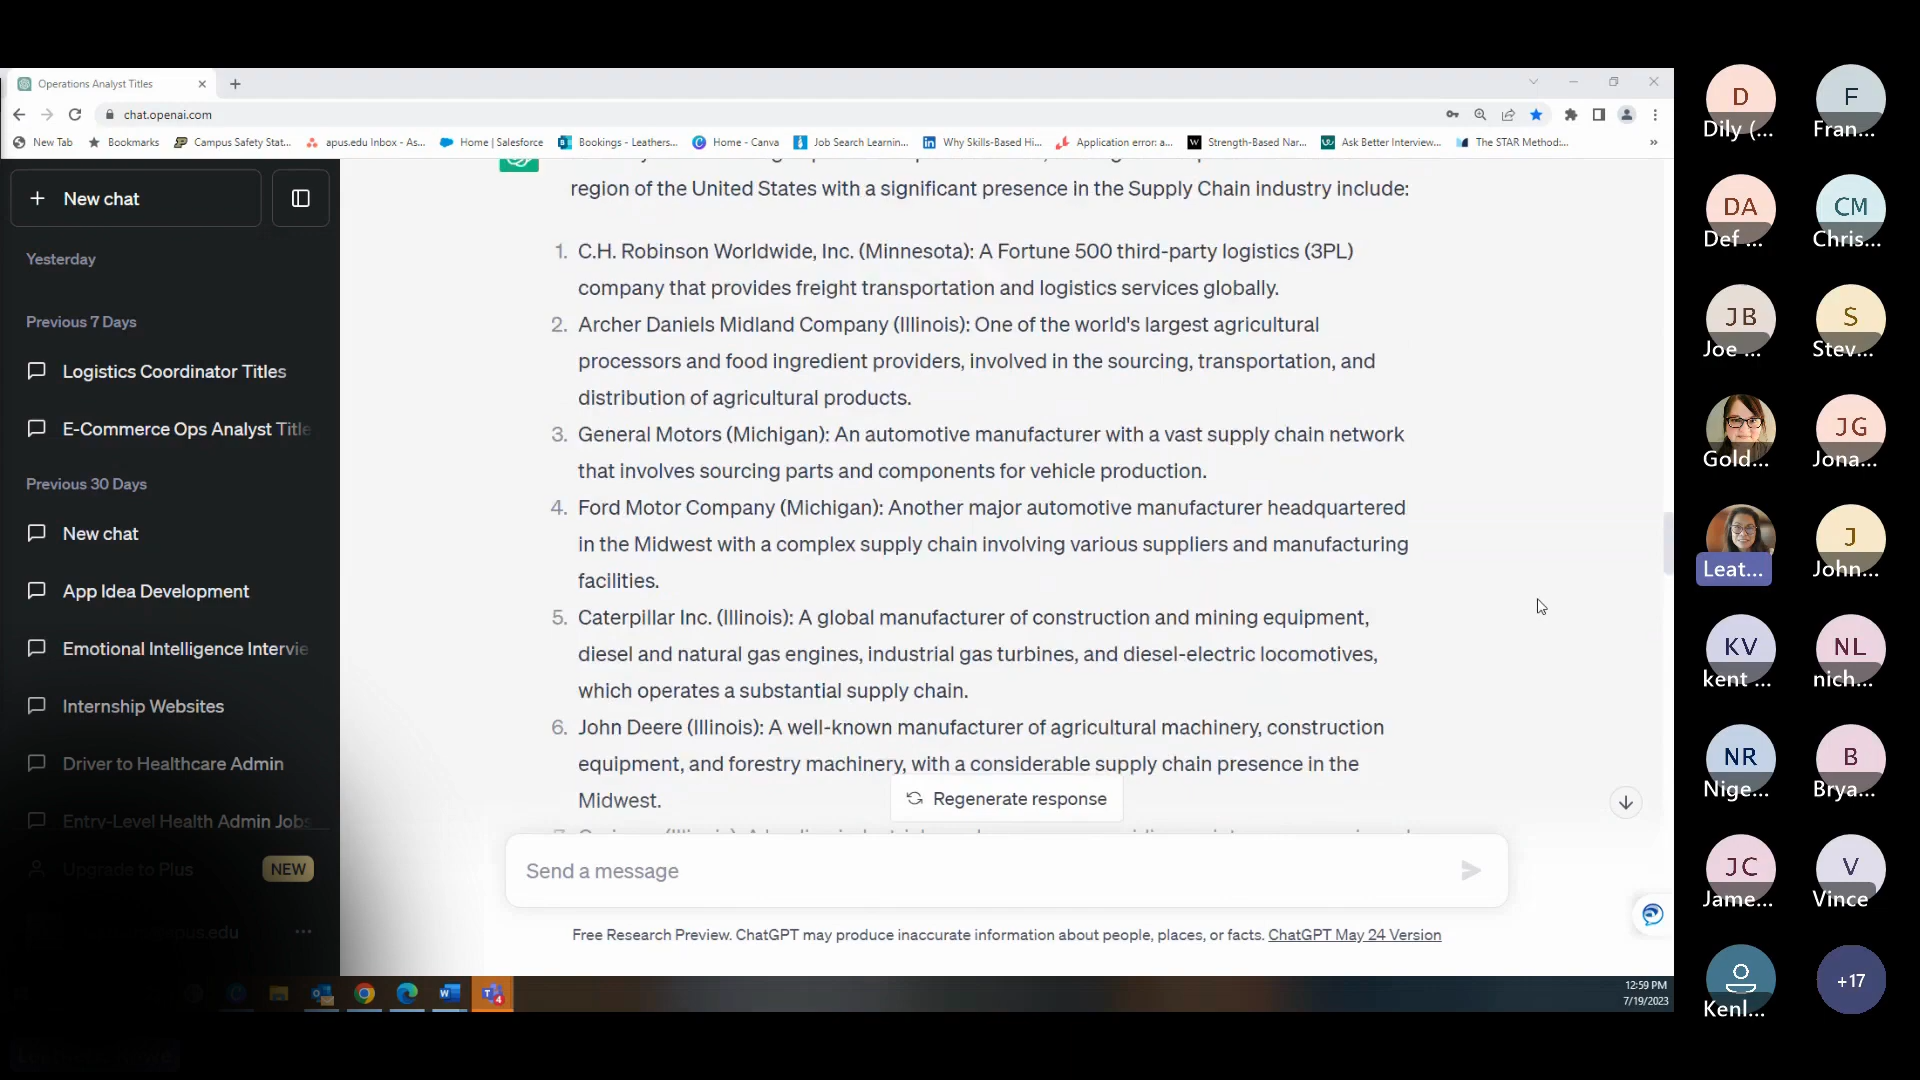 Operations Analyst Titles
chat.openai.com
New Tab
Bookmarks
Campus Safety Stat...
apus.edu Inbox - As...
Home | Salesforce
Bookings - Leathers...
Home - Canva
Job Search Learnin...
Why Skills-Based Hi...
Application error: a...
Strength-Based Nar...
Ask Better Interview...
The STAR Method:...
New chat
Yesterday
Previous 7 Days
Logistics Coordinator Titles
E-Commerce Ops Analyst Title
Previous 30 Days
New chat
App Idea Development
Emotional Intelligence Intervie
Internship Websites
Driver to Healthcare Admin
Entry-Level Health Admin Jobs
Upgrade to Plus
NEW
region of the United States with a significant presence in the Supply Chain industry include:
1. C.H. Robinson Worldwide, Inc. (Minnesota): A Fortune 500 third-party logistics (3PL)
company that provides freight transportation and logistics services globally.
2. Archer Daniels Midland Company (Illinois): One of the world's largest agricultural
processors and food ingredient providers, involved in the sourcing, transportation, and
distribution of agricultural products.
3. General Motors (Michigan): An automotive manufacturer with a vast supply chain network
that involves sourcing parts and components for vehicle production.
4. Ford Motor Company (Michigan): Another major automotive manufacturer headquartered
in the Midwest with a complex supply chain involving various suppliers and manufacturing
facilities.
5. Caterpillar Inc. (Illinois): A global manufacturer of construction and mining equipment,
diesel and natural gas engines, industrial gas turbines, and diesel-electric locomotives,
which operates a substantial supply chain.
6. John Deere (Illinois): A well-known manufacturer of agricultural machinery, construction
equipment, and forestry machinery, with a considerable supply chain presence in the
Midwest.
Regenerate response
Send a message
Free Research Preview. ChatGPT may produce inaccurate information about people, places, or facts. ChatGPT May 24 Version
12:59 PM
7/19/2023
D
Dily (...
F
Fran...
DA
Def ...
CM
Chris...
JB
Joe ...
S
Stev...
Gold...
JG
Jona...
Leat...
J
John...
KV
kent ...
NL
nich...
NR
Nige...
B
Brya...
JC
Jame...
V
Vince
Kenl...
+17